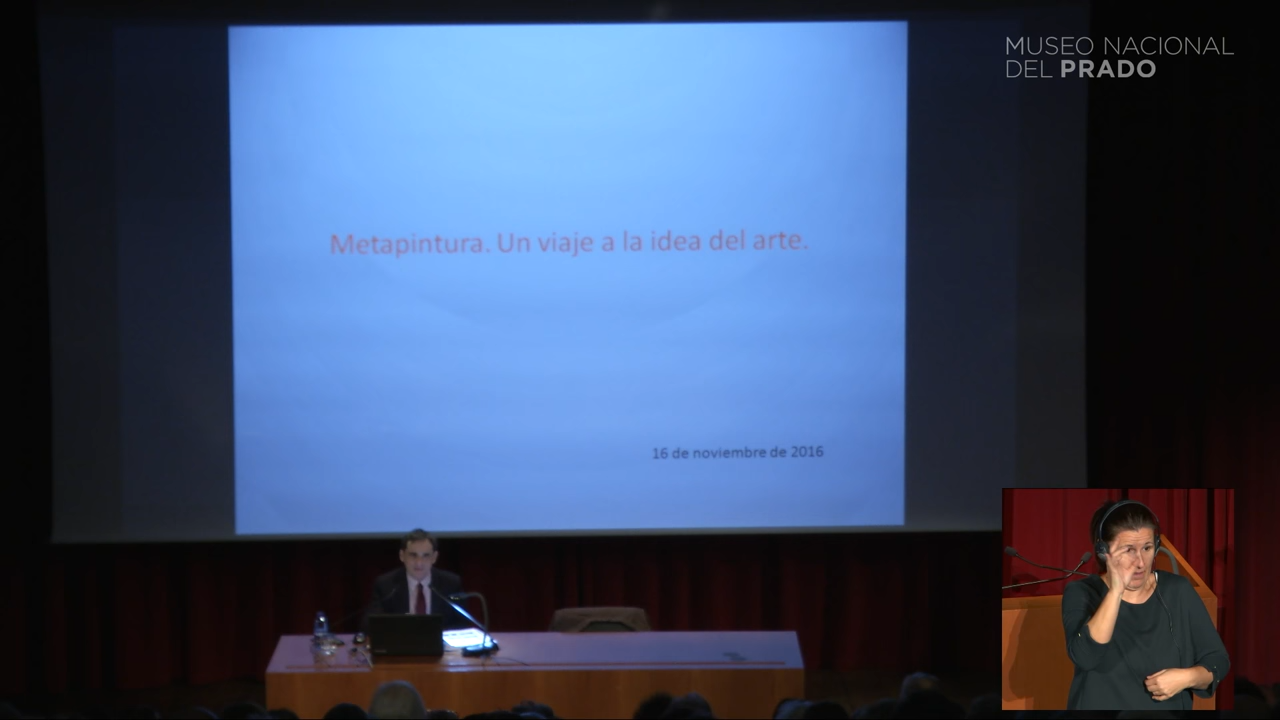 MUSEO NACIONAL
DEL PRADO
Metapintura. Un viaje a la idea del arte.
16 de noviembre de 2016